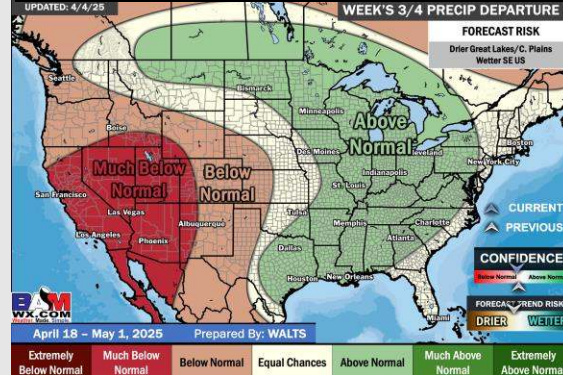 UPDATED: 4/4/25
WEEK'S 3/4 PRECIP DEPARTURE
FORECAST RISK
Drier Great Lakes/C. Plains
Wetter SE US
Seattle
Bismarck
Minneapolis
Above
Normal
Boise
Boston
Cleveland
New York City
Des Moines
Much Below
Normal
Below
Normal
Indianapolis
San Francisco
St. Louis
Las Vegas
Tulsa
CURRENT
Los Angeles
Albuquerque
Memphis
Charlotte
PREVIOUS
Phoenix
Atlanta
Dallas
CONFIDENCE
Below Normal
Above Normal
Houston
New Orleans
BAM
WX.COM
Weather. Made. Simple.
FORECAST TREND RISK
DRIER
WETTER
Miami
April 18 – May 1, 2025
Prepared By: WALTS
Extremely
Below Normal
Much Below
Normal
Below Normal
Equal Chances
Above Normal
Much Above
Normal
Extremely
Above Normal